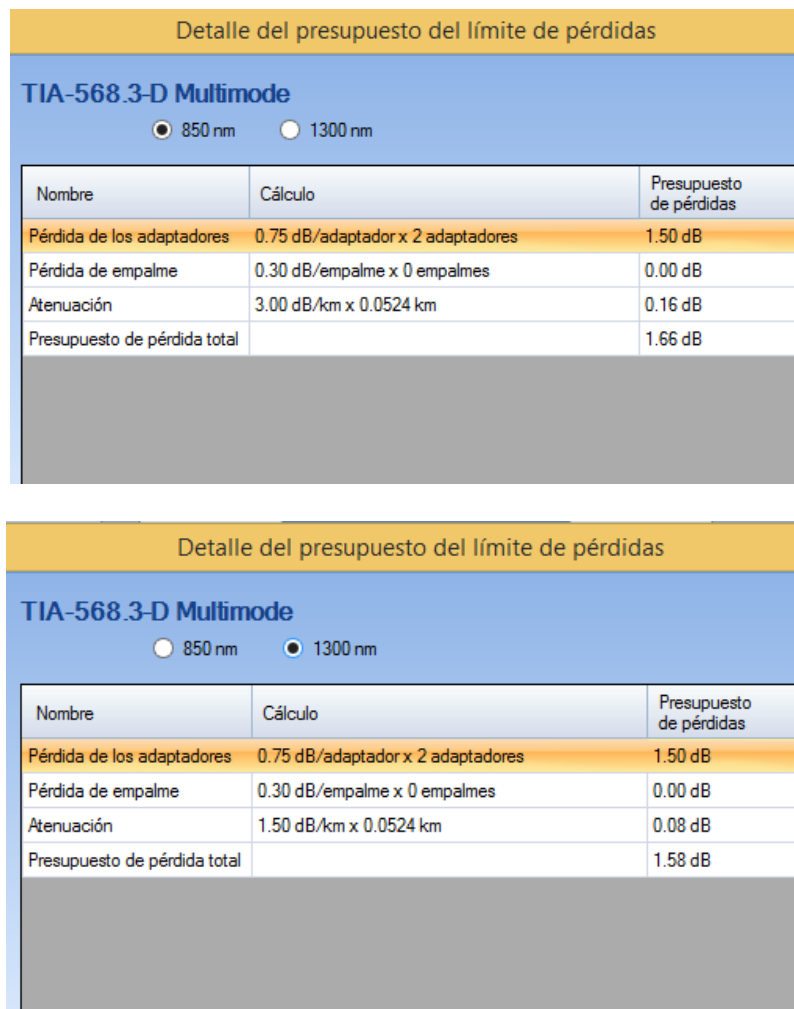 Detalle del presupuesto del límite de pérdidas
TIA-568.3-D Multimode
850 nm 1300 nm
Nombre Cálculo Presupuesto de pérdidas
Pérdida de los adaptadores 0.75 dB/adaptador x 2 adaptadores 1.50 dB
Pérdida de empalme 0.30 dB/empalme x 0 empalmes 0.00 dB
Atenuación 3.00 dB/km x 0.0524 km 0.16 dB
Presupuesto de pérdida total 1.66 dB
Detalle del presupuesto del límite de pérdidas
TIA-568.3-D Multimode
850 nm 1300 nm
Nombre Cálculo Presupuesto de pérdidas
Pérdida de los adaptadores 0.75 dB/adaptador x 2 adaptadores 1.50 dB
Pérdida de empalme 0.30 dB/empalme x 0 empalmes 0.00 dB
Atenuación 1.50 dB/km x 0.0524 km 0.08 dB
Presupuesto de pérdida total 1.58 dB